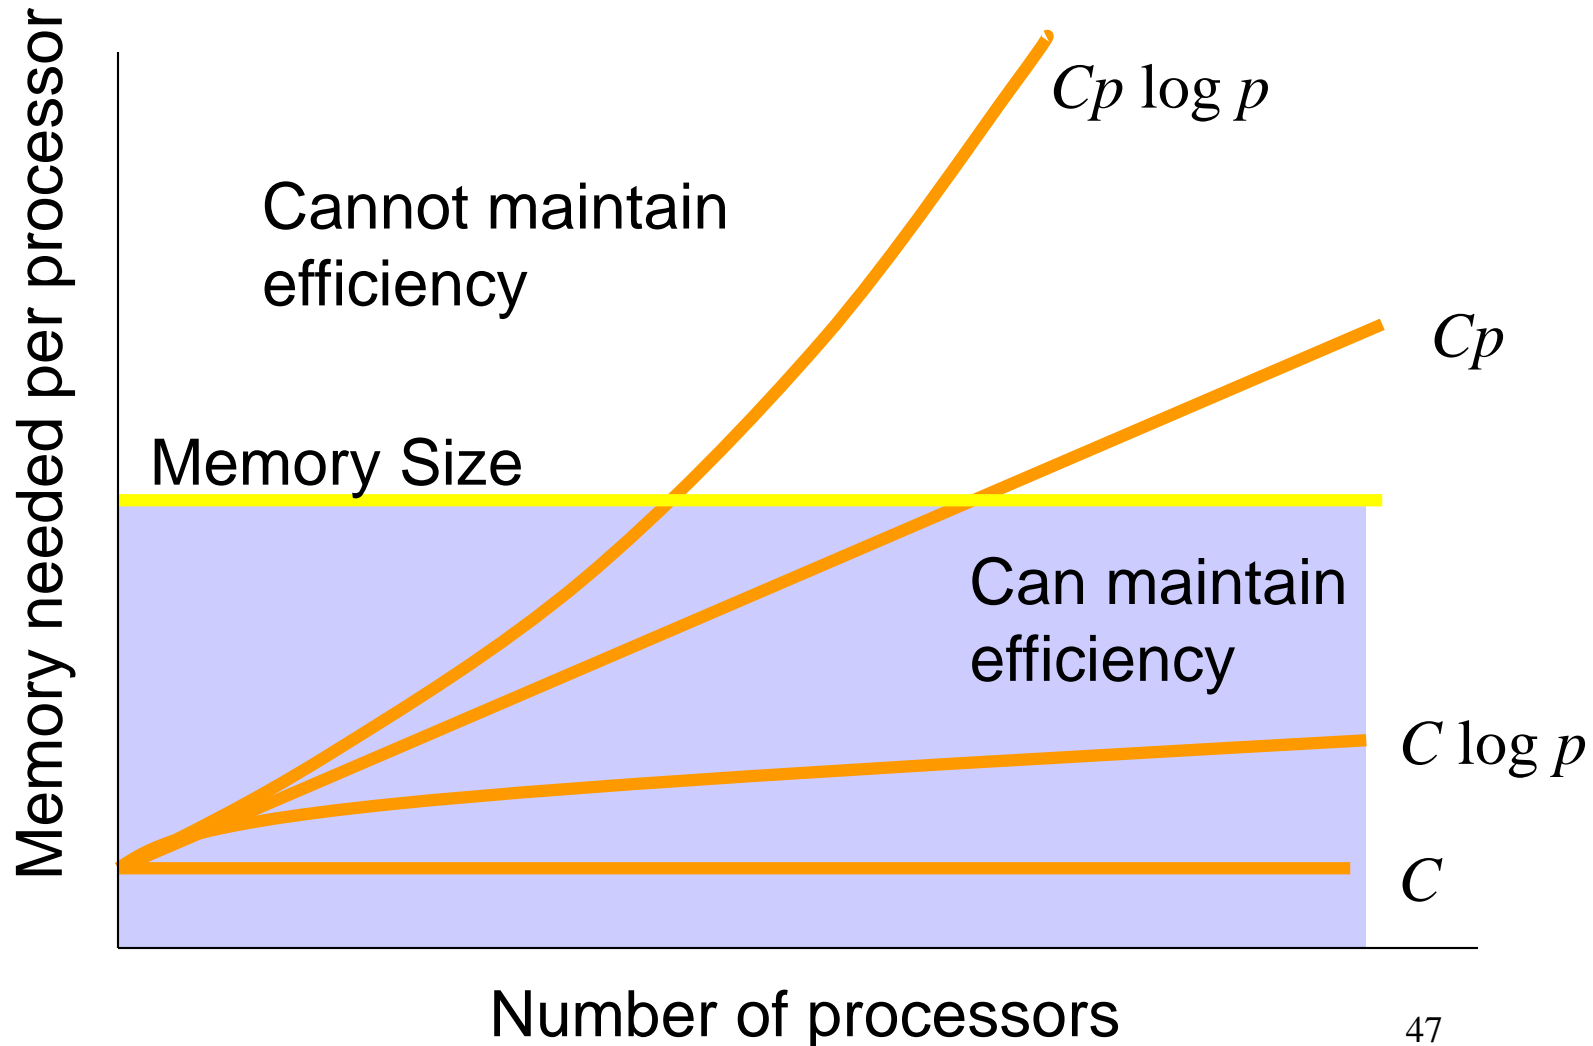 Memory needed per processor
Cp log p
Cannot maintain
efficiency
Cp
Memory Size
Can maintain
efficiency
C log p
C
Number of processors
47